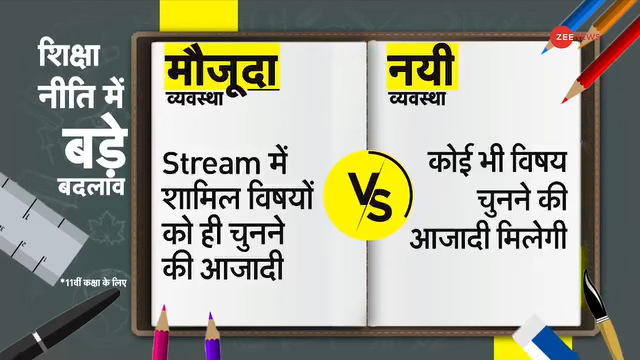 शिक्षा
नीति में
बड़े
बदलाव
*11वीं कक्षा के लिए
मौजूदा
व्यवस्था
Stream में
शामिल विषयों
को ही चुनने
की आजादी
VS
नयी
व्यवस्था
कोई भी विषय
चुनने की
आजादी मिलेगी
ZEE NEWS